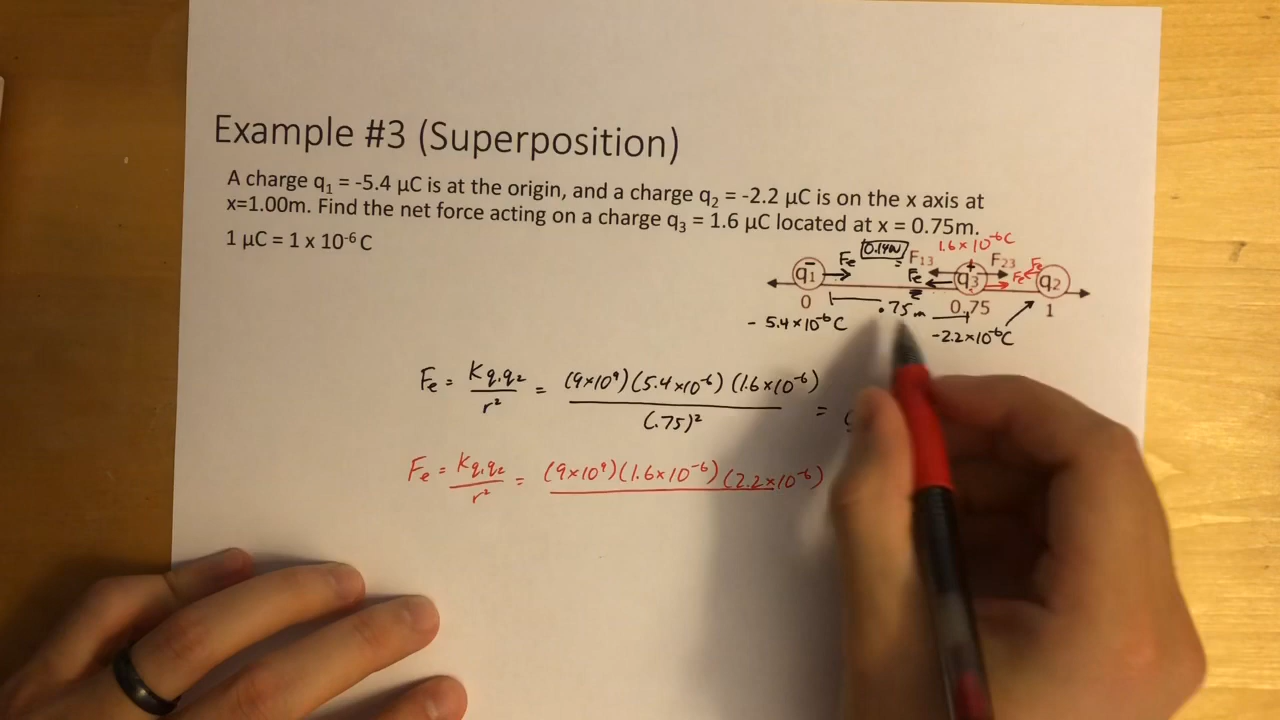 Example #3 (Superposition)
A charge q₁ = -5.4 µC is at the origin, and a charge q₂ = -2.2 µC is on the x axis at
x=1.00m. Find the net force acting on a charge q₃ = 1.6 µC located at x = 0.75m.
1 µC = 1 x 10⁻⁶ C
1.6 × 10⁻⁶C
0.14N
Fe F₁₃ + F₂₃ Fe
q₁ - Fe q₃ Fe q₂
0 0.75 1
.75m
- 5.4×10⁻⁶C -2.2×10⁻⁶C
Fe = Kq₁q₂ / r² = (9×10⁹)(5.4×10⁻⁶)(1.6×10⁻⁶) / (.75)² =
Fe = Kq₁q₂ / r² = (9×10⁹)(1.6×10⁻⁶)(2.2×10⁻⁶)